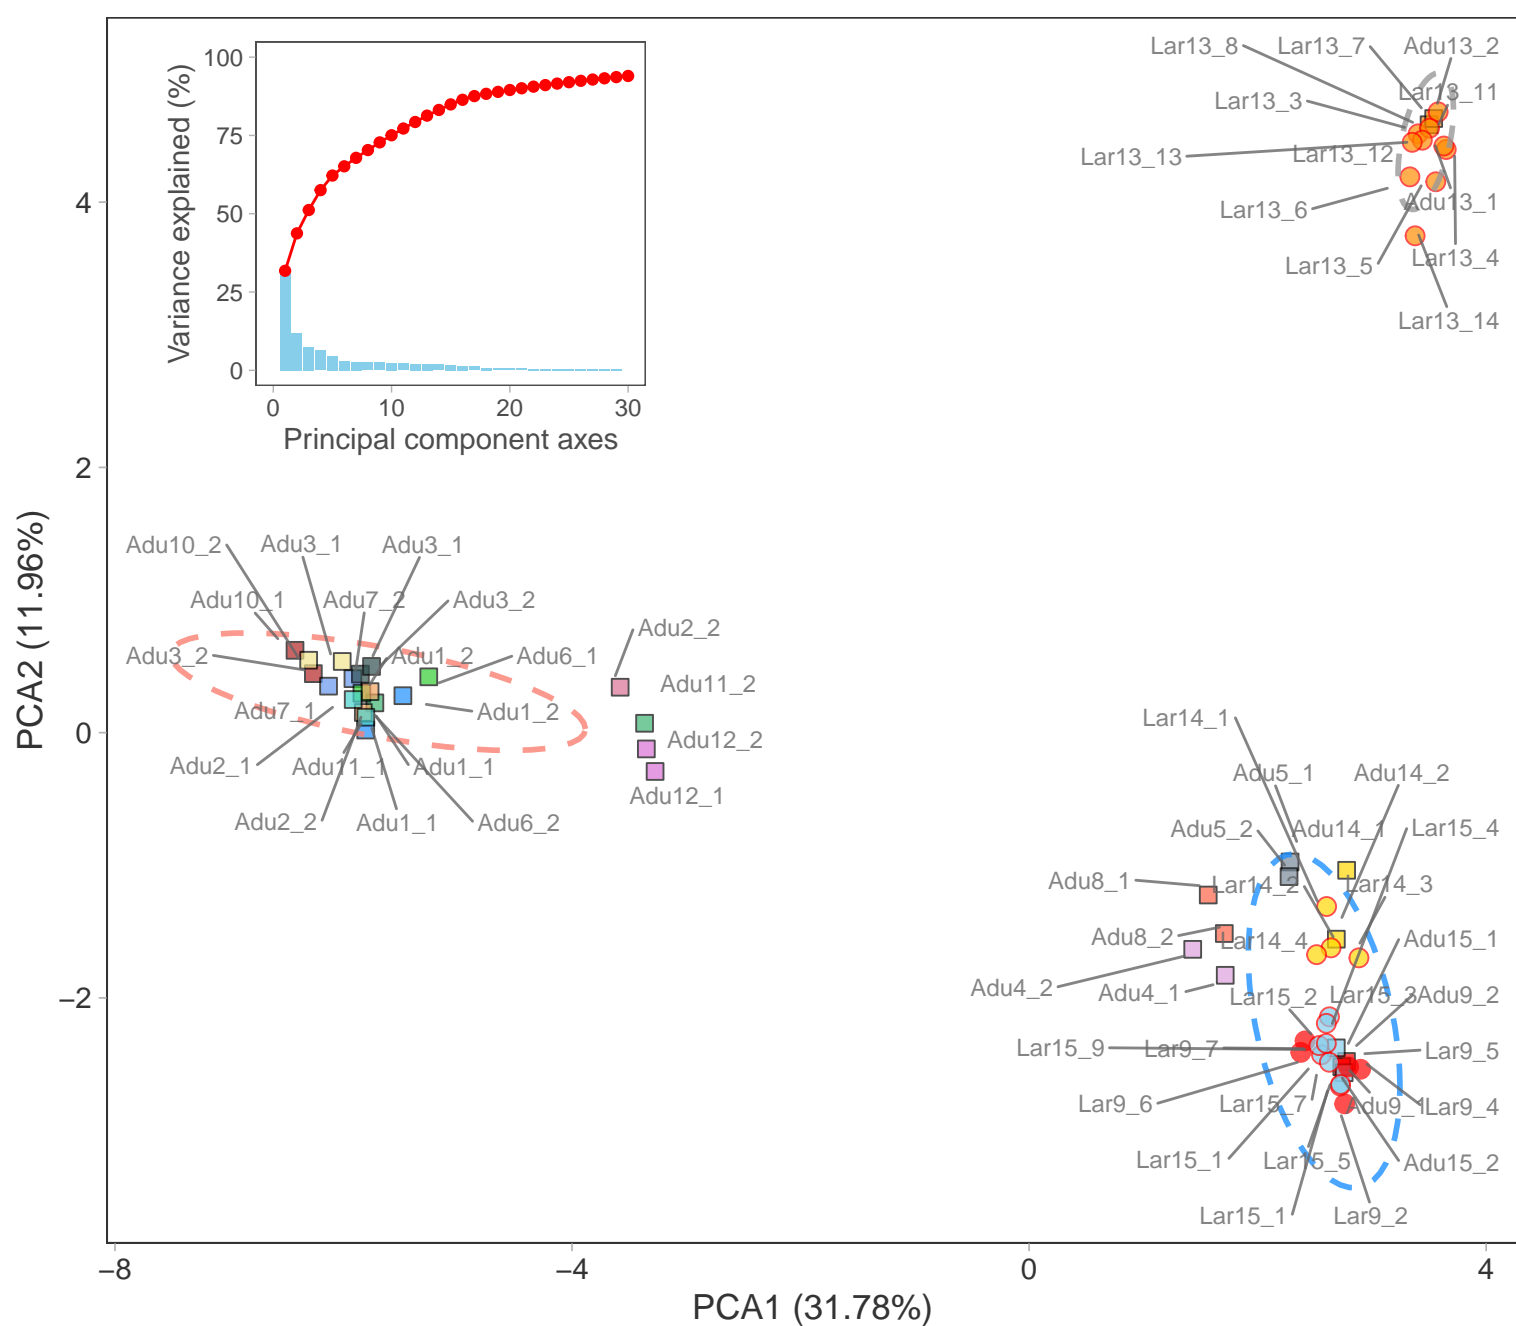 Lar13_8
Lar13_7
Adu13_2
Lar13_3
Lar13_11
Lar13_13
Lar13_12
Lar13_6
Adu13_1
Lar13_5
Lar13_4
Lar13_14
100
75
50
25
0
Variance explained (%)
0
10
20
30
Principal component axes
4
2
0
−2
PCA2 (11.96%)
Adu10_2
Adu3_1
Adu3_1
Adu10_1
Adu7_2
Adu3_2
Adu3_2
Adu1_2
Adu6_1
Adu7_1
Adu1_2
Adu2_1
Adu11_1
Adu1_1
Adu2_2
Adu1_1
Adu6_2
Adu2_2
Adu11_2
Adu12_2
Adu12_1
Lar14_1
Adu5_1
Adu14_2
Adu5_2
Adu14_1
Lar15_4
Adu8_1
Lar14_2
Lar14_3
Adu8_2
Lar14_4
Adu15_1
Adu4_2
Adu4_1
Lar15_2
Lar15_3
Adu9_2
Lar15_9
Lar9_7
Lar9_5
Lar9_6
Lar15_7
Adu9_1
Lar9_4
Lar15_1
Lar15_5
Adu15_2
Lar15_1
Lar9_2
−8
−4
0
4
PCA1 (31.78%)